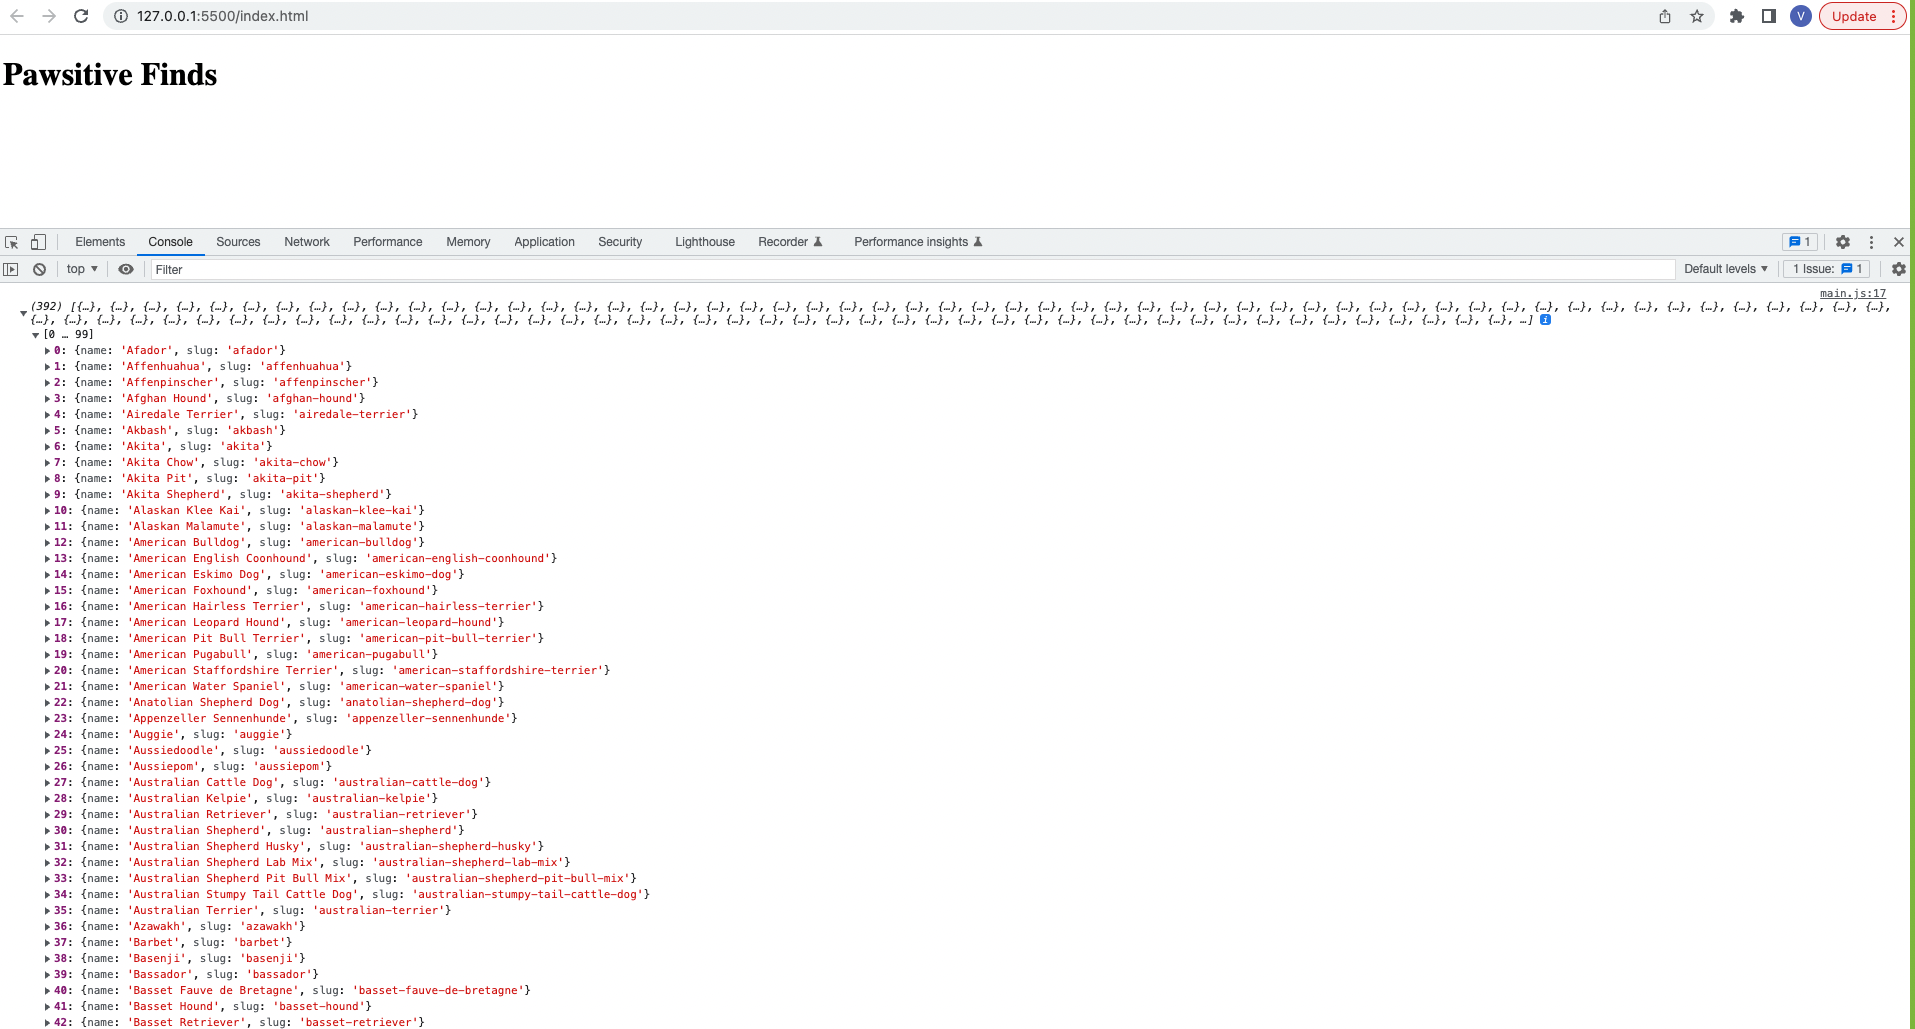 127.0.0.1:5500/index.html
V
Update
Pawsitive Finds
Elements Console Sources Network Performance Memory Application Security Lighthouse Recorder Performance insights 1
top Filter Default levels 1 Issue: 1
main.js:17
(392) [{…}, {…}, {…}, {…}, {…}, {…}, {…}, {…}, {…}, {…}, {…}, {…}, {…}, {…}, {…}, {…}, {…}, {…}, {…}, {…}, {…}, {…}, {…}, {…}, {…}, {…}, {…}, {…}, {…}, {…}, {…}, {…}, {…}, {…}, {…}, {…}, {…}, {…}, {…}, {…}, {…}, {…}, {…}, {…}, {…}, {…}, {…}, {…}, {…}, {…}, {…}, {…}, {…}, {…}, {…},
{…}, {…}, {…}, {…}, {…}, {…}, {…}, {…}, {…}, {…}, {…}, {…}, {…}, {…}, {…}, {…}, {…}, {…}, {…}, {…}, {…}, {…}, {…}, {…}, {…}, {…}, {…}, {…}, {…}, {…}, {…}, {…}, {…}, {…}, {…}, {…}, {…}, {…}, {…}, {…}, {…}, {…}, {…}, {…}, {…}, …] i
[0 … 99]
0: {name: 'Afador', slug: 'afador'}
1: {name: 'Affenhuahua', slug: 'affenhuahua'}
2: {name: 'Affenpinscher', slug: 'affenpinscher'}
3: {name: 'Afghan Hound', slug: 'afghan-hound'}
4: {name: 'Airedale Terrier', slug: 'airedale-terrier'}
5: {name: 'Akbash', slug: 'akbash'}
6: {name: 'Akita', slug: 'akita'}
7: {name: 'Akita Chow', slug: 'akita-chow'}
8: {name: 'Akita Pit', slug: 'akita-pit'}
9: {name: 'Akita Shepherd', slug: 'akita-shepherd'}
10: {name: 'Alaskan Klee Kai', slug: 'alaskan-klee-kai'}
11: {name: 'Alaskan Malamute', slug: 'alaskan-malamute'}
12: {name: 'American Bulldog', slug: 'american-bulldog'}
13: {name: 'American English Coonhound', slug: 'american-english-coonhound'}
14: {name: 'American Eskimo Dog', slug: 'american-eskimo-dog'}
15: {name: 'American Foxhound', slug: 'american-foxhound'}
16: {name: 'American Hairless Terrier', slug: 'american-hairless-terrier'}
17: {name: 'American Leopard Hound', slug: 'american-leopard-hound'}
18: {name: 'American Pit Bull Terrier', slug: 'american-pit-bull-terrier'}
19: {name: 'American Pugabull', slug: 'american-pugabull'}
20: {name: 'American Staffordshire Terrier', slug: 'american-staffordshire-terrier'}
21: {name: 'American Water Spaniel', slug: 'american-water-spaniel'}
22: {name: 'Anatolian Shepherd Dog', slug: 'anatolian-shepherd-dog'}
23: {name: 'Appenzeller Sennenhunde', slug: 'appenzeller-sennenhunde'}
24: {name: 'Auggie', slug: 'auggie'}
25: {name: 'Aussiedoodle', slug: 'aussiedoodle'}
26: {name: 'Aussiepom', slug: 'aussiepom'}
27: {name: 'Australian Cattle Dog', slug: 'australian-cattle-dog'}
28: {name: 'Australian Kelpie', slug: 'australian-kelpie'}
29: {name: 'Australian Retriever', slug: 'australian-retriever'}
30: {name: 'Australian Shepherd', slug: 'australian-shepherd'}
31: {name: 'Australian Shepherd Husky', slug: 'australian-shepherd-husky'}
32: {name: 'Australian Shepherd Lab Mix', slug: 'australian-shepherd-lab-mix'}
33: {name: 'Australian Shepherd Pit Bull Mix', slug: 'australian-shepherd-pit-bull-mix'}
34: {name: 'Australian Stumpy Tail Cattle Dog', slug: 'australian-stumpy-tail-cattle-dog'}
35: {name: 'Australian Terrier', slug: 'australian-terrier'}
36: {name: 'Azawakh', slug: 'azawakh'}
37: {name: 'Barbet', slug: 'barbet'}
38: {name: 'Basenji', slug: 'basenji'}
39: {name: 'Bassador', slug: 'bassador'}
40: {name: 'Basset Fauve de Bretagne', slug: 'basset-fauve-de-bretagne'}
41: {name: 'Basset Hound', slug: 'basset-hound'}
42: {name: 'Basset Retriever', slug: 'basset-retriever'}